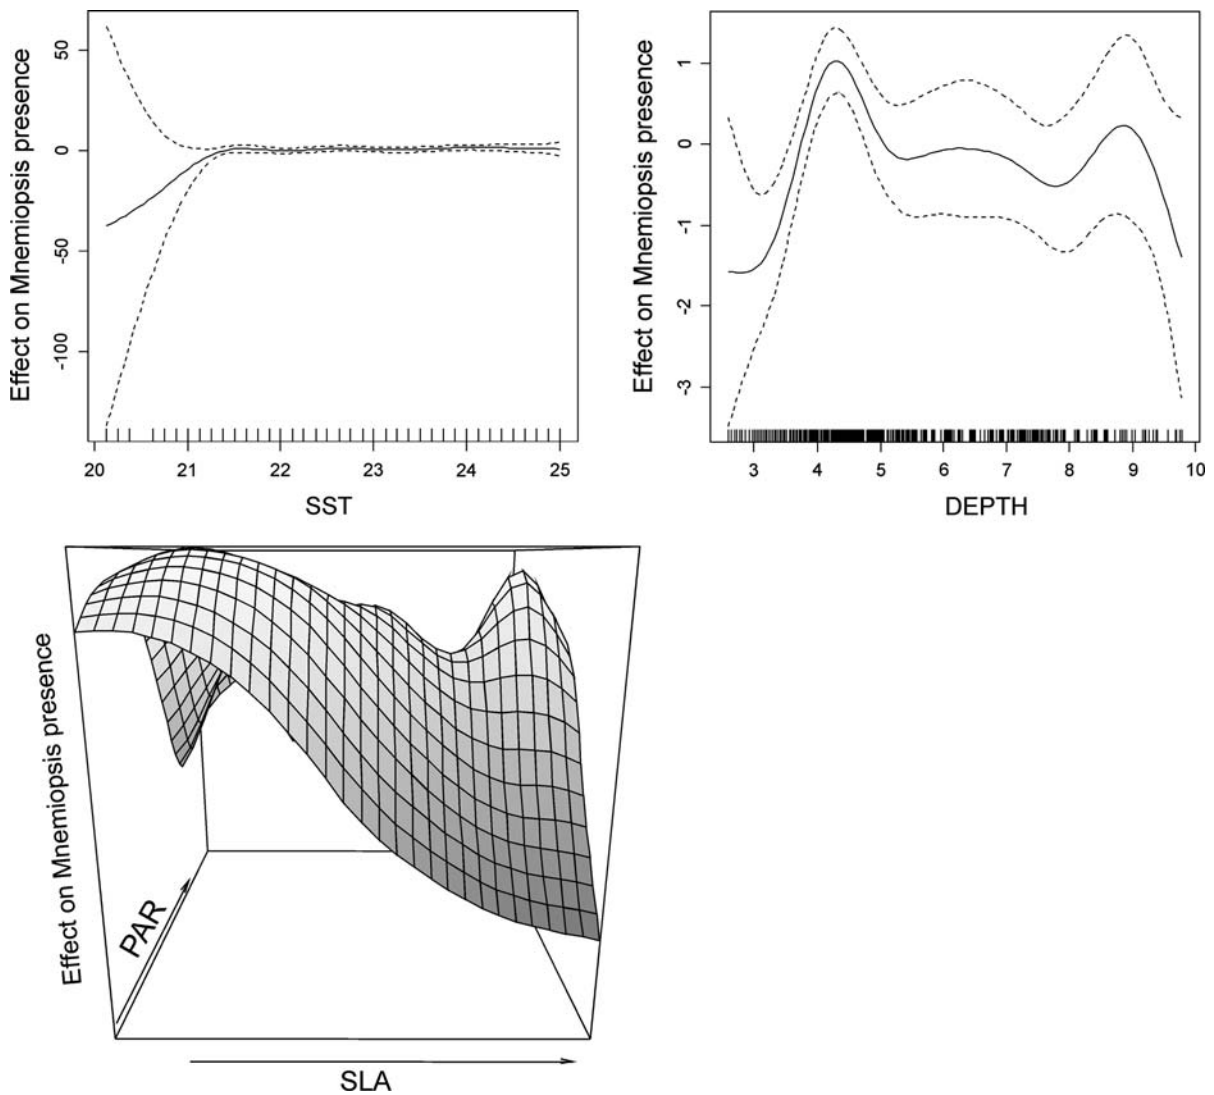 Effect on Mnemiopsis presence
50
0
-50
-100
20 21 22 23 24 25
SST
Effect on Mnemiopsis presence
1
0
-1
-2
-3
3 4 5 6 7 8 9 10
DEPTH
Effect on Mnemiopsis presence
PAR
SLA